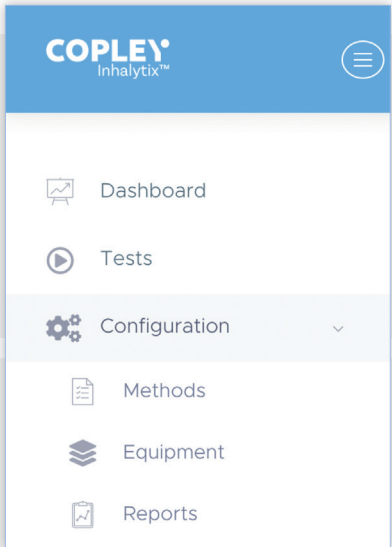 COPLEY
Inhalytix™
Dashboard
Tests
Configuration
Methods
Equipment
Reports